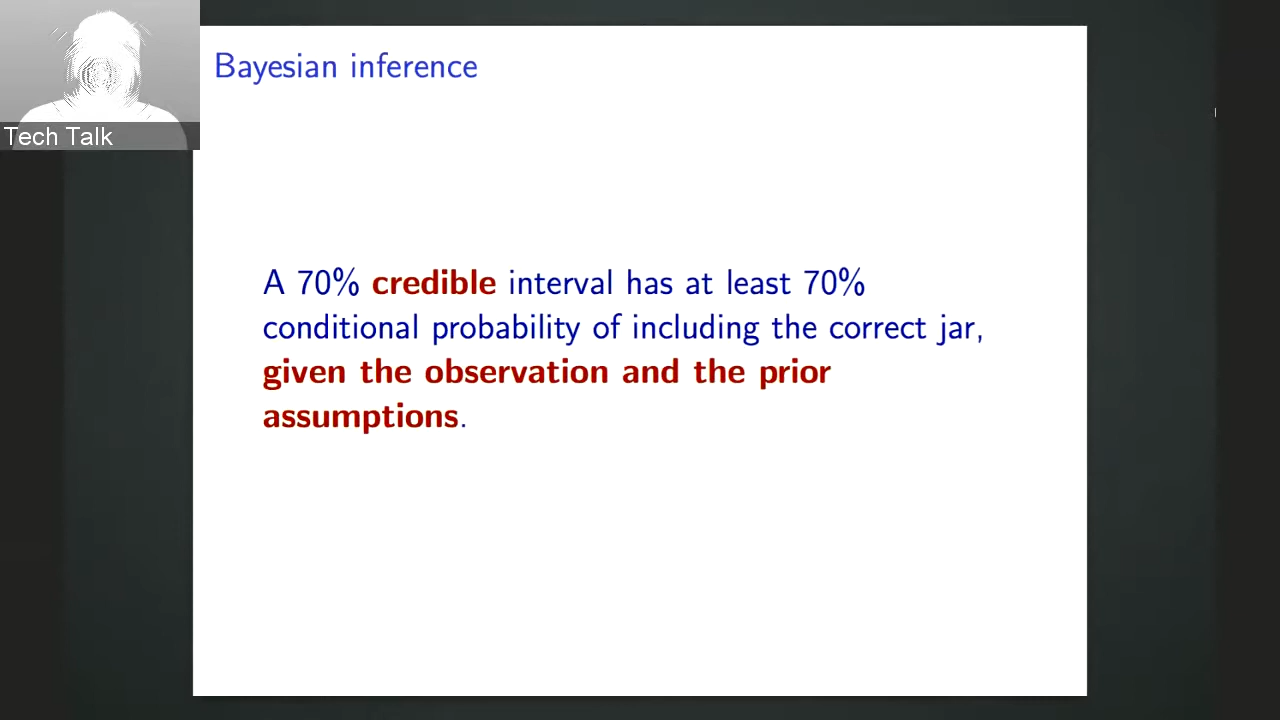 Bayesian inference
Tech Talk
A 70% credible interval has at least 70%
conditional probability of including the correct jar,
given the observation and the prior
assumptions.